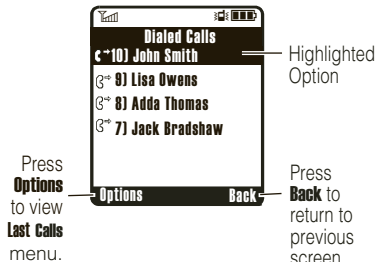 Dialed Calls
10) John Smith
9) Lisa Owens
8) Adda Thomas
7) Jack Bradshaw
Options
Back
Highlighted
Option
Press
Options
to view
Last Calls
menu.
Press
Back to
return to
previous
screen